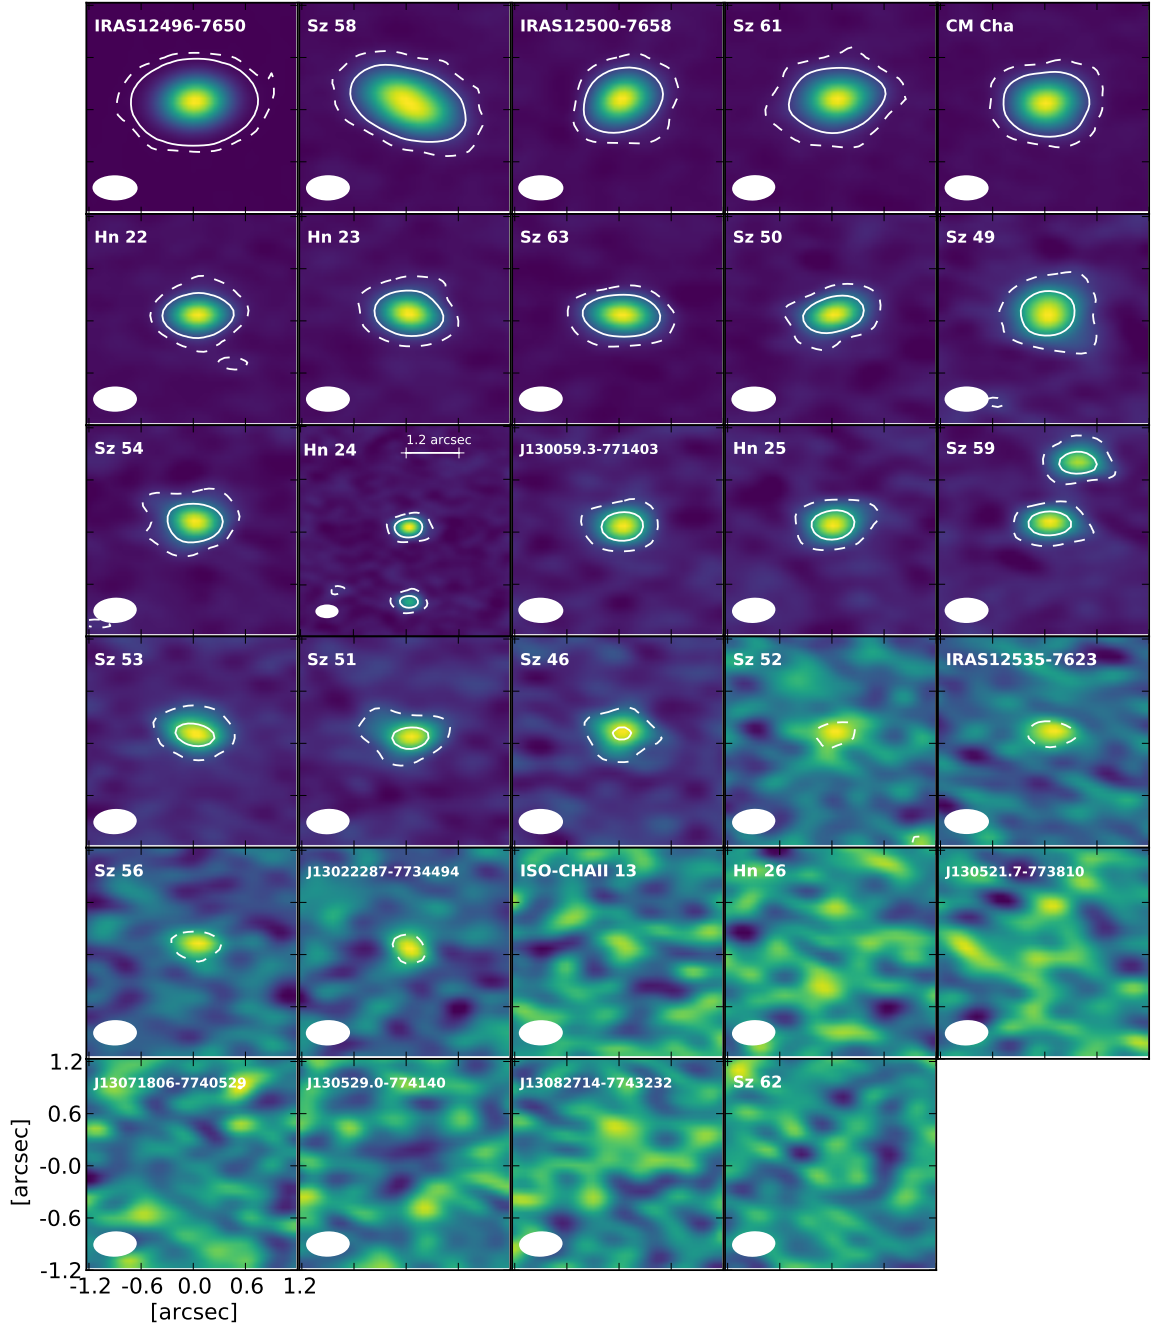 IRAS12496-7650 Sz 58 IRAS12500-7658 Sz 61 CM Cha
Hn 22 Hn 23 Sz 63 Sz 50 Sz 49
Sz 54 Hn 24 1.2 arcsec J130059.3-771403 Hn 25 Sz 59
Sz 53 Sz 51 Sz 46 Sz 52 IRAS12535-7623
Sz 56 J13022287-7734494 ISO-CHAII 13 Hn 26 J130521.7-773810
J13071806-7740529 J130529.0-774140 J13082714-7743232 Sz 62
1.2
0.6
-0.0
-0.6
-1.2
[arcsec]
-1.2 -0.6 0.0 0.6 1.2
[arcsec]